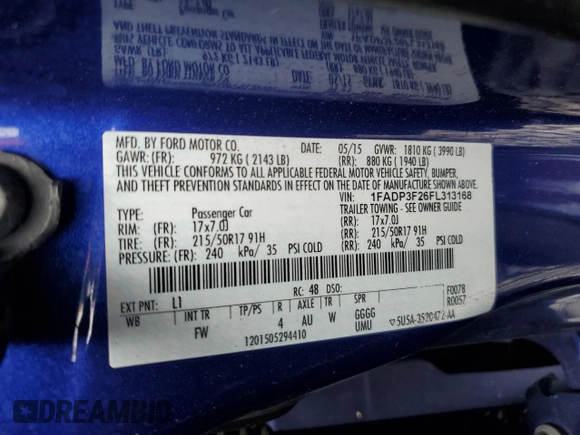 MFD. BY FORD MOTOR CO.
DATE: 05/15 GVWR: 1810 KG ( 3990 LB)
GAWR: (FR): 972 KG ( 2143 LB) (RR): 880 KG ( 1940 LB)
THIS VEHICLE CONFORMS TO ALL APPLICABLE FEDERAL MOTOR VEHICLE SAFETY, BUMPER,
AND THEFT PREVENTION STANDARDS IN EFFECT ON THE DATE OF MANUFACTURE SHOWN ABOVE.
VIN: 1FADP3F26FL313168
TYPE: Passenger Car TRAILER TOWING - SEE OWNER GUIDE
RIM: (FR): 17x7.0J (RR): 17x7.0J
TIRE: (FR): 215/50R17 91H (RR): 215/50R17 91H
PRESSURE: (FR): 240 kPa/ 35 PSI COLD (RR): 240 kPa/ 35 PSI COLD
EXT PNT: L1 RC: 48 DSO: F0078
R0057
WB INT TR TP/PS R AXLE TR SPR
FW 4 AU W GGGG
UMU
1201505294410
DREAMBID